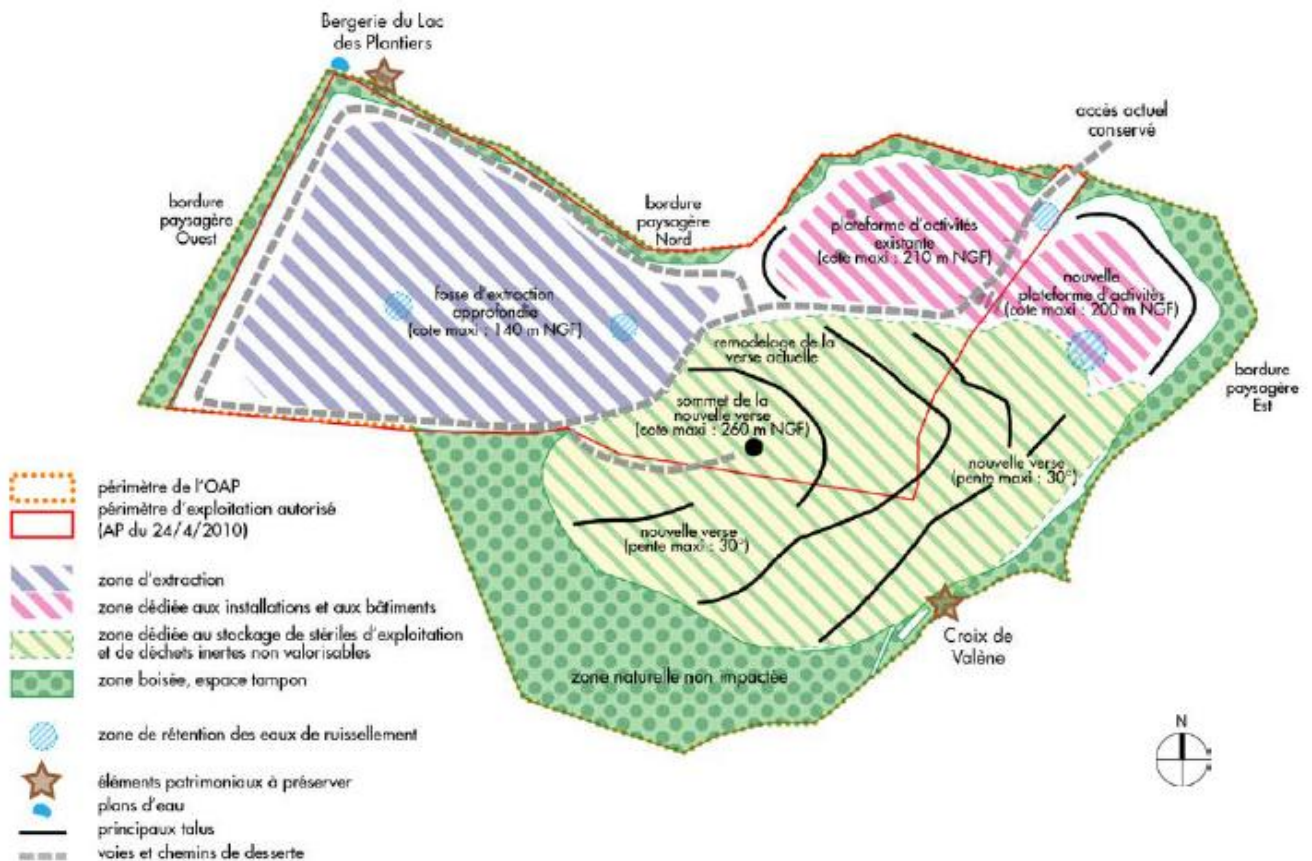 Bergerie du Lac
des Plantiers
accès actuel
conservé
bordure
paysagère
Ouest
bordure
paysagère
Nord
plateforme d'activités
existante
(cote maxi : 210 m NGF)
nouvelle
plateforme d'activités
(cote maxi : 200 m NGF)
fosse d'extraction
approfondie
(cote maxi : 140 m NGF)
remodelage de la
verse actuelle
bordure
paysagère
Est
sommet de la
nouvelle verse
(cote maxi : 260 m NGF)
nouvelle verse
(pente maxi : 30°)
nouvelle verse
(pente maxi : 30°)
Croix de
Valène
zone naturelle non impactée
périmètre de l'OAP
périmètre d'exploitation autorisé
(AP du 24/4/2010)
zone d'extraction
zone dédiée aux installations et aux bâtiments
zone dédiée au stockage de stériles d'exploitation
et de déchets inertes non valorisables
zone boisée, espace tampon
zone de rétention des eaux de ruissellement
éléments patrimoniaux à préserver
plans d'eau
principaux talus
voies et chemins de desserte
N